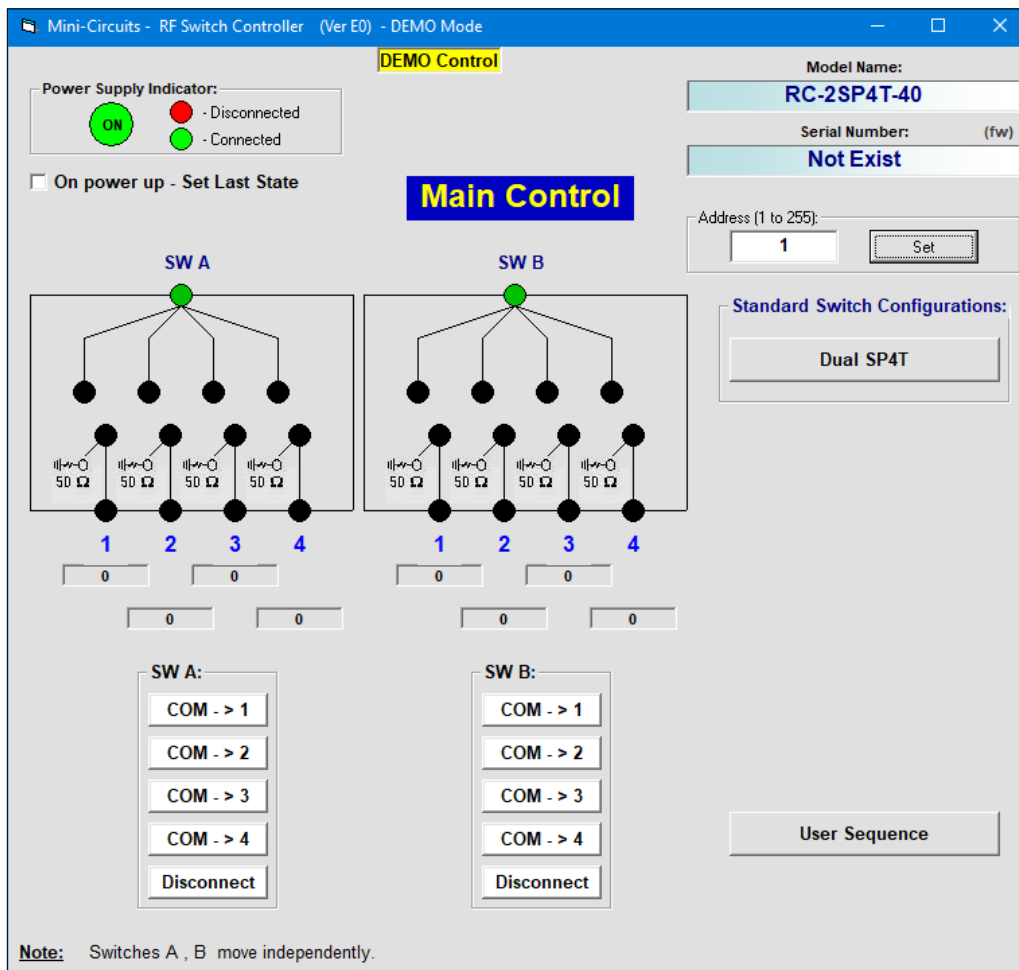 Mini-Circuits - RF Switch Controller (Ver E0) - DEMO Mode
DEMO Control
Power Supply Indicator:
ON
- Disconnected
- Connected
Model Name:
RC-2SP4T-40
Serial Number: (fw)
Not Exist
On power up - Set Last State
Main Control
Address (1 to 255):
1 Set
SW A SW B
Standard Switch Configurations:
Dual SP4T
50 Ω 50 Ω 50 Ω 50 Ω 50 Ω 50 Ω 50 Ω 50 Ω
1 2 3 4 1 2 3 4
0 0 0 0
0 0 0 0
SW A: SW B:
COM - > 1 COM - > 1
COM - > 2 COM - > 2
COM - > 3 COM - > 3
COM - > 4 COM - > 4
User Sequence
Disconnect Disconnect
Note: Switches A , B move independently.